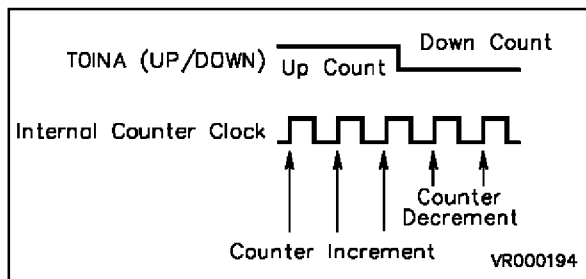 Down Count
TOINA (UP/DOWN)
Up Count
Internal Counter Clock
Counter
Decrement
Counter Increment
VR000194